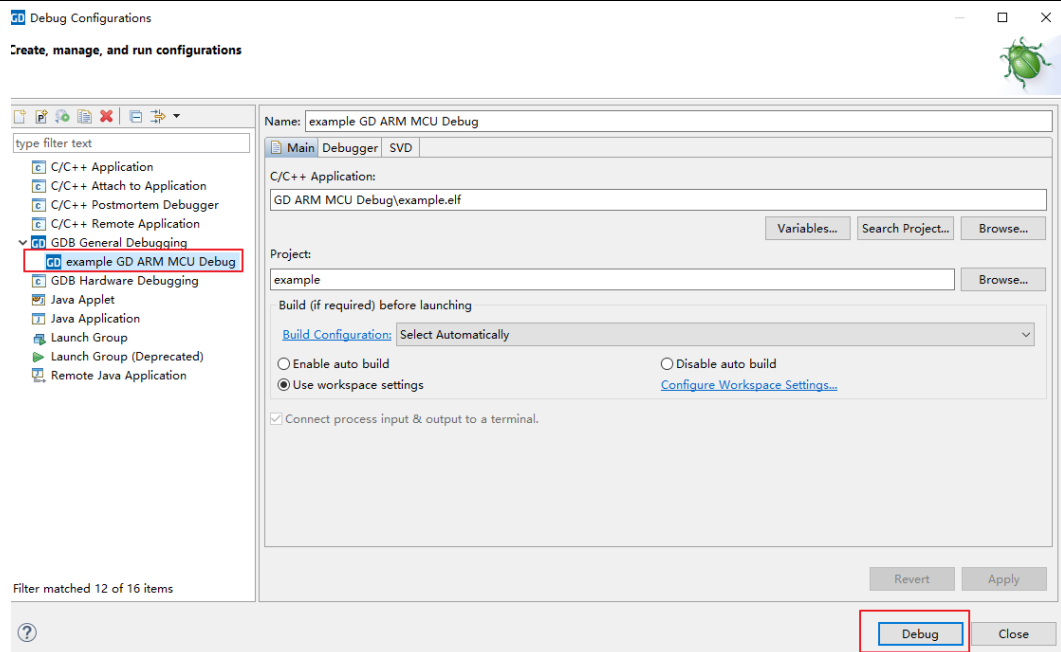 GD Debug Configurations
Create, manage, and run configurations
type filter text
C/C++ Application
C/C++ Attach to Application
C/C++ Postmortem Debugger
C/C++ Remote Application
GD GDB General Debugging
GD example GD ARM MCU Debug
GDB Hardware Debugging
Java Applet
Java Application
Launch Group
Launch Group (Deprecated)
Remote Java Application
Filter matched 12 of 16 items
Name: example GD ARM MCU Debug
Main Debugger SVD
C/C++ Application:
GD ARM MCU Debug\example.elf
Variables... Search Project... Browse...
Project:
example Browse...
Build (if required) before launching
Build Configuration: Select Automatically
Enable auto build Disable auto build
Use workspace settings Configure Workspace Settings...
Connect process input & output to a terminal.
Revert Apply
? Debug Close